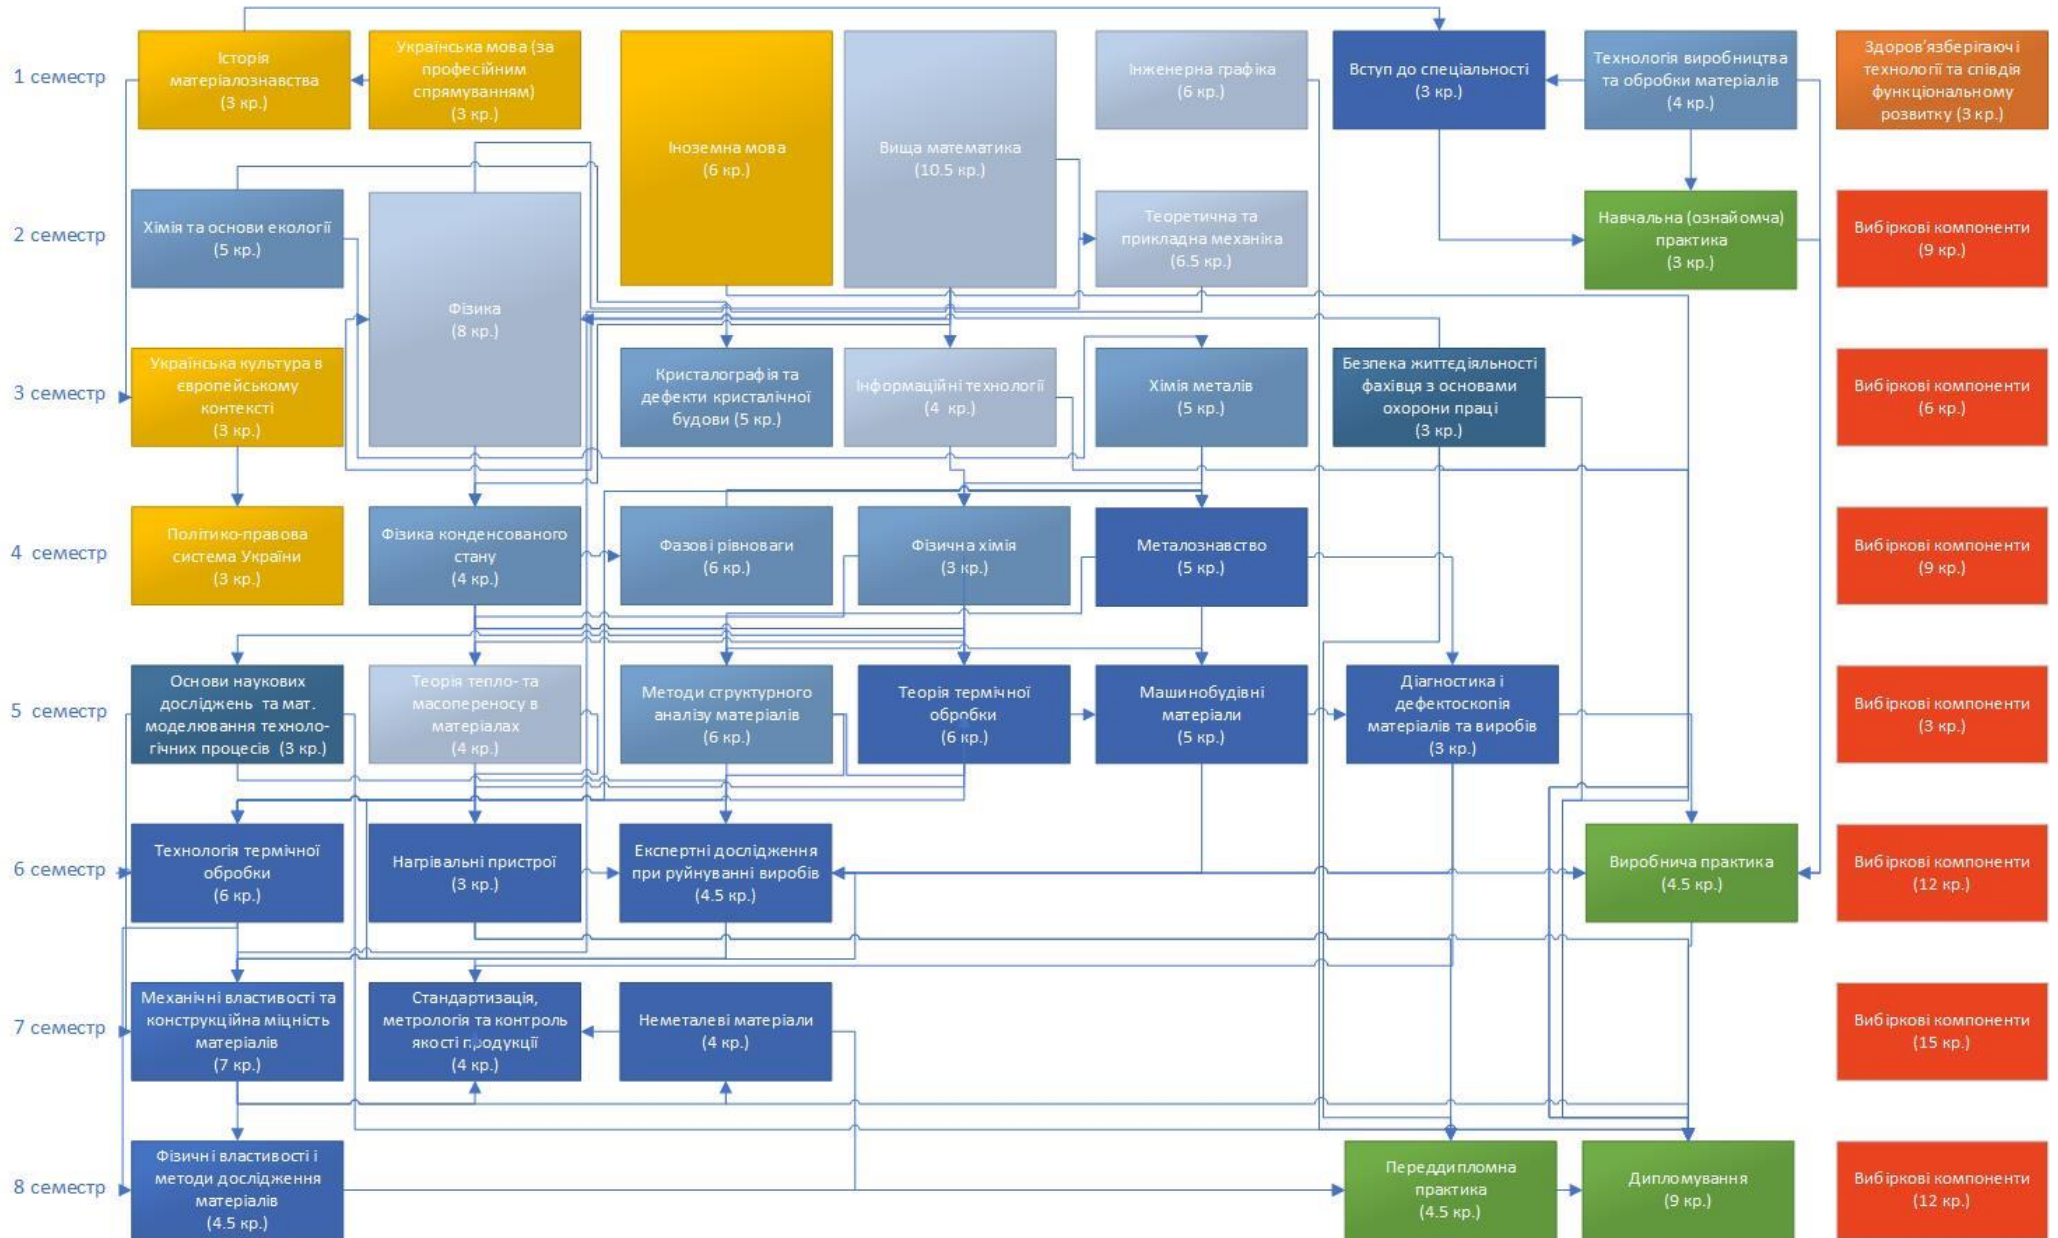 1 семестр
Історія
матеріалознавства
(3 кр.)
Українська мова (за
професійним
спрямуванням)
(3 кр.)
Іноземна мова
(6 кр.)
Вища математика
(10.5 кр.)
Інженерна графіка
(6 кр.)
Вступ до спеціальності
(3 кр.)
Технологія виробництва
та обробки матеріалів
(4 кр.)
Здоров'язберігаючі
технології та співдія
функціональному
розвитку (3 кр.)
2 семестр
Хімія та основи екології
(5 кр.)
Фізика
(8 кр.)
Теоретична та
прикладна механіка
(6.5 кр.)
Навчальна (ознайомча)
практика
(3 кр.)
Вибіркові компоненти
(9 кр.)
3 семестр
Українська культура в
європейському
контексті
(3 кр.)
Кристалографія та
дефекти кристалічної
будови (5 кр.)
Інформаційні технології
(4 кр.)
Хімія металів
(5 кр.)
Безпека життєдіяльності
фахівця з основами
охорони праці
(3 кр.)
Вибіркові компоненти
(6 кр.)
4 семестр
Політико-правова
система України
(3 кр.)
Фізика конденсованого
стану
(4 кр.)
Фазові рівноваги
(6 кр.)
Фізична хімія
(3 кр.)
Металознавство
(5 кр.)
Вибіркові компоненти
(9 кр.)
5 семестр
Основи наукових
досліджень та мат.
моделювання техноло-
гічних процесів (3 кр.)
Теорія тепло- та
масопереносу в
матеріалах
(4 кр.)
Методи структурного
аналізу матеріалів
(6 кр.)
Теорія термічної
обробки
(6 кр.)
Машинобудівні
матеріали
(5 кр.)
Діагностика і
дефектоскопія
матеріалів та виробів
(3 кр.)
Вибіркові компоненти
(3 кр.)
6 семестр
Технологія термічної
обробки
(6 кр.)
Нагрівальні пристрої
(3 кр.)
Експертні дослідження
при руйнуванні виробів
(4.5 кр.)
Виробнича практика
(4.5 кр.)
Вибіркові компоненти
(12 кр.)
7 семестр
Механічні властивості та
конструкційна міцність
матеріалів
(7 кр.)
Стандартизація,
метрологія та контроль
якості продукції
(4 кр.)
Неметалеві матеріали
(4 кр.)
Вибіркові компоненти
(15 кр.)
8 семестр
Фізичні властивості і
методи дослідження
матеріалів
(4.5 кр.)
Переддипломна
практика
(4.5 кр.)
Дипломування
(9 кр.)
Вибіркові компоненти
(12 кр.)